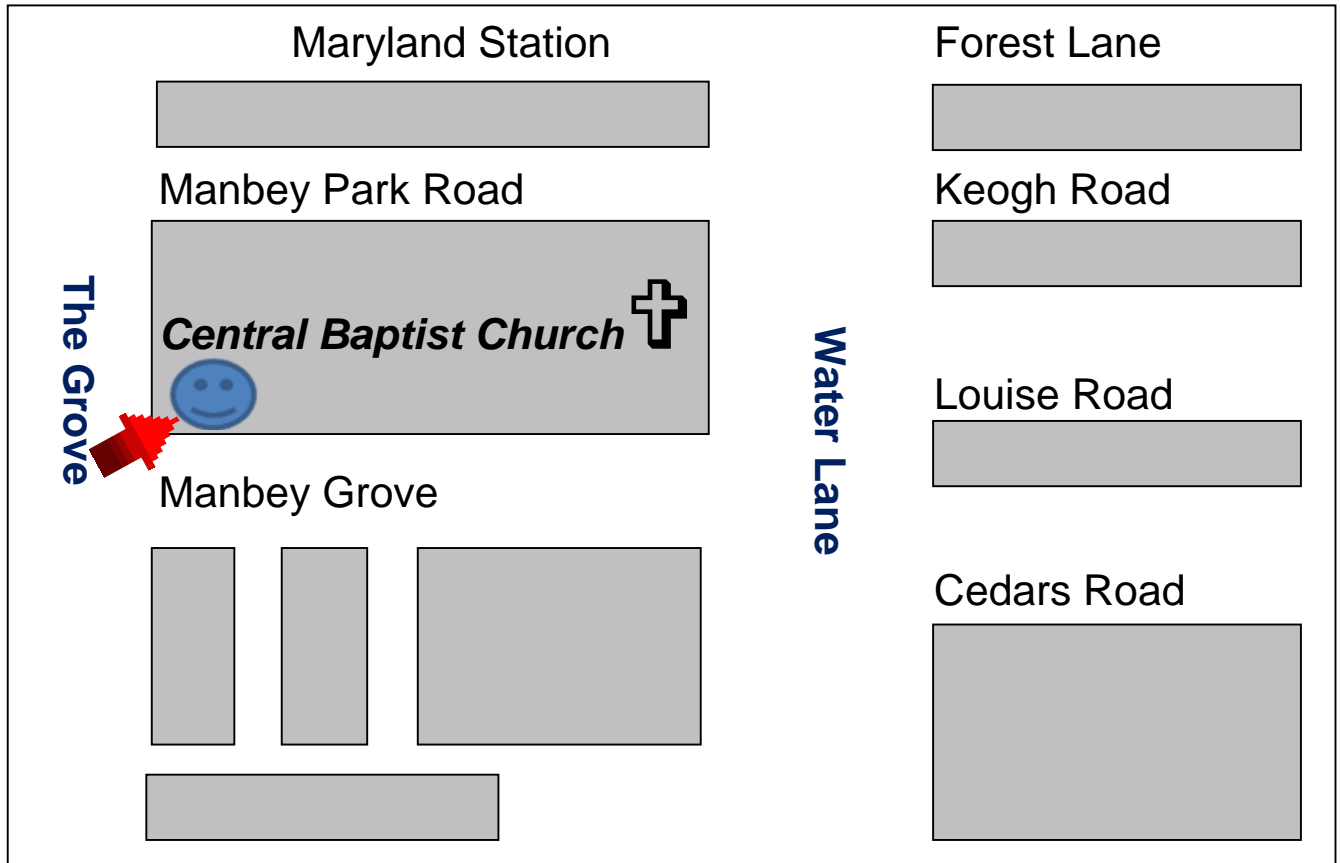 Maryland Station
Forest Lane
Manbey Park Road
Keogh Road
The Grove
Central Baptist Church
Water Lane
Louise Road
Manbey Grove
Cedars Road